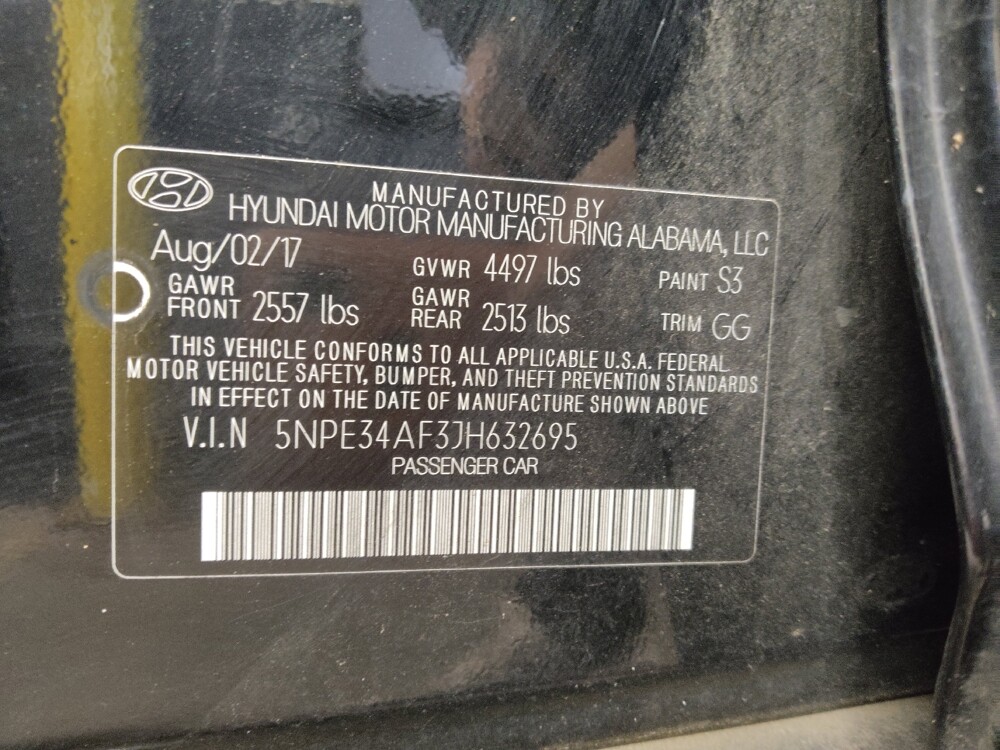 MANUFACTURED BY
HYUNDAI MOTOR MANUFACTURING ALABAMA, LLC
Aug/02/17 GVWR 4497 lbs PAINT S3
GAWR FRONT 2557 lbs GAWR REAR 2513 lbs TRIM GG
THIS VEHICLE CONFORMS TO ALL APPLICABLE U.S.A. FEDERAL
MOTOR VEHICLE SAFETY, BUMPER, AND THEFT PREVENTION STANDARDS
IN EFFECT ON THE DATE OF MANUFACTURE SHOWN ABOVE
V.I.N 5NPE34AF3JH632695
PASSENGER CAR